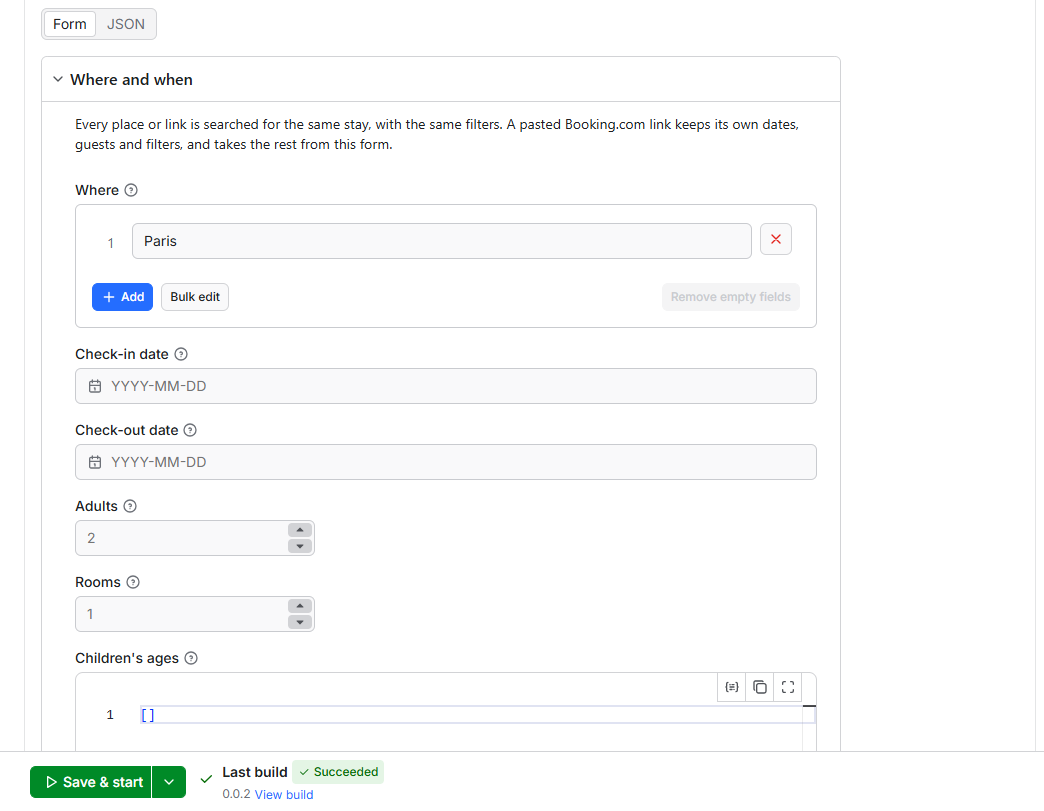 Form JSON
Where and when
Every place or link is searched for the same stay, with the same filters. A pasted Booking.com link keeps its own dates,
guests and filters, and takes the rest from this form.
Where
1 Paris
Add Bulk edit Remove empty fields
Check-in date
YYYY-MM-DD
Check-out date
YYYY-MM-DD
Adults
2
Rooms
1
Children's ages
1 []
Save & start Last build Succeeded
0.0.2 View build